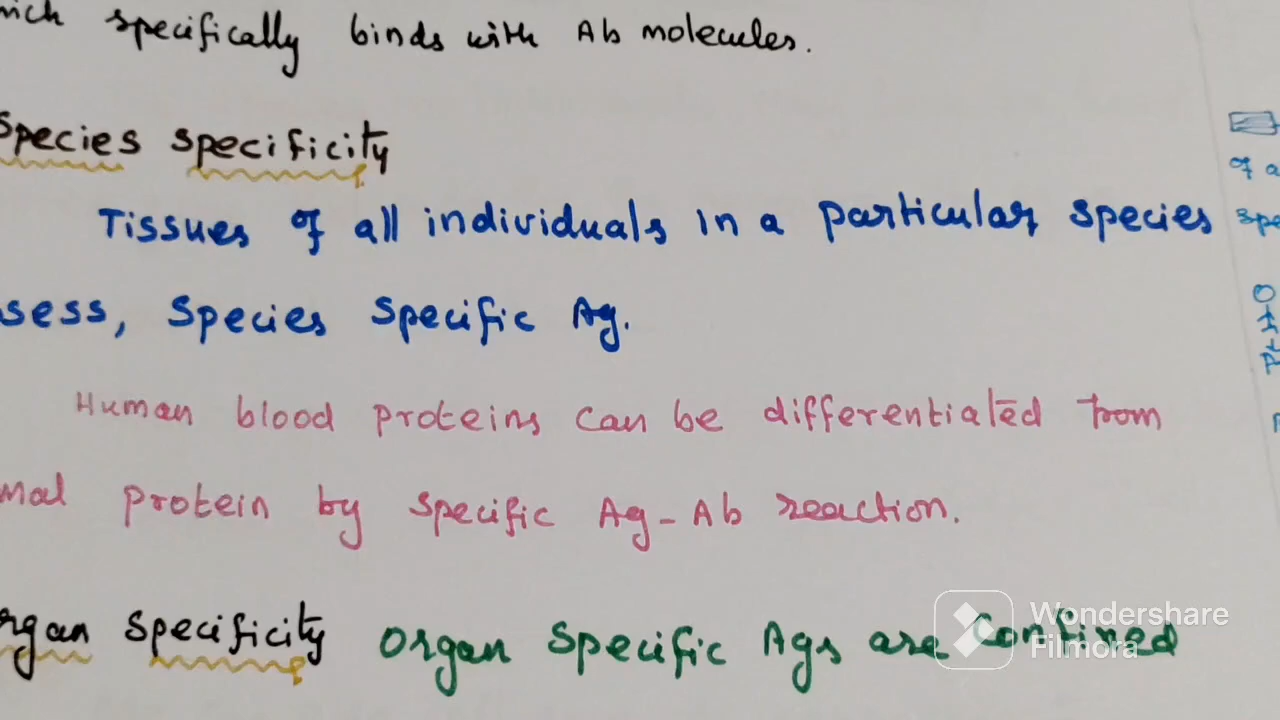 specifically binds with Ab molecules.
Species specificity
Tissues of all individuals in a particular species
sess, species specific Ag.
Human blood proteins can be differentiated from
mal protein by specific Ag-Ab reaction.
rgan specificity Organ specific Ags are confined
Wondershare
Filmora
of a
spe